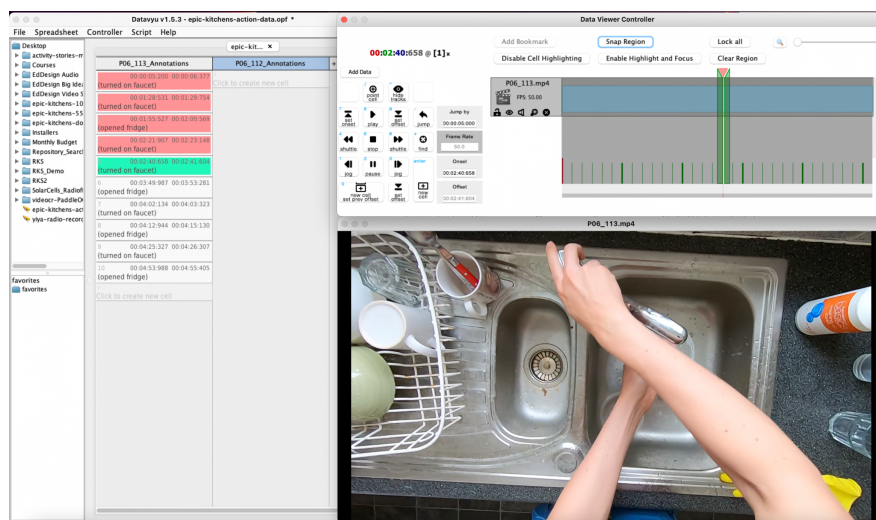 Datavyu v1.5.3 - epic-kitchens-action-data.opf *
File Spreadsheet Controller Script Help
Desktop
activity-stories-m
Courses
EdDesign Audio
EdDesign Big Idea
EdDesign Video S
epic-kitchens-10
epic-kitchens-55
epic-kitchens-do
Installers
Monthly Budget
Repository_Searc
RKS
RKS_Demo
RKS2
SolarCells_Radiofi
videocr-PaddleO
epic-kitchens-act
yiya-radio-record
favorites
favorites
epic-kit... ×
P06_113_Annotations P06_112_Annotations +
00:00:05:200 00:00:06:377
(turned on faucet)
00:01:28:531 00:01:29:754
(turned on faucet)
00:01:55:527 00:02:00:569
(opened fridge)
00:02:21:907 00:02:23:148
(turned on faucet)
00:02:40:658 00:02:41:604
(turned on faucet)
6 00:03:49:987 00:03:53:281
(opened fridge)
7 00:04:02:134 00:04:03:323
(turned on faucet)
8 00:04:12:944 00:04:15:130
(opened fridge)
9 00:04:25:327 00:04:26:307
(turned on faucet)
10 00:04:53:988 00:04:55:405
(opened fridge)
Click to create new cell
Click to create new cell
Data Viewer Controller
00:02:40:658 @ [1]x
Add Data
Add Bookmark Snap Region Lock all
Disable Cell Highlighting Enable Highlight and Focus Clear Region
point cell
hide tracks
set onset
play
set offset
jump
Jump by
00:00:05:000
shuttle
stop
shuttle
find
Frame Rate
50.0
jog
pause
jog
enter
Onset
00:02:40:658
new cell set prev offset
set offset
new cell
Offset
00:02:41:604
P06_113.mp4
FPS: 50.00
P06_113.mp4